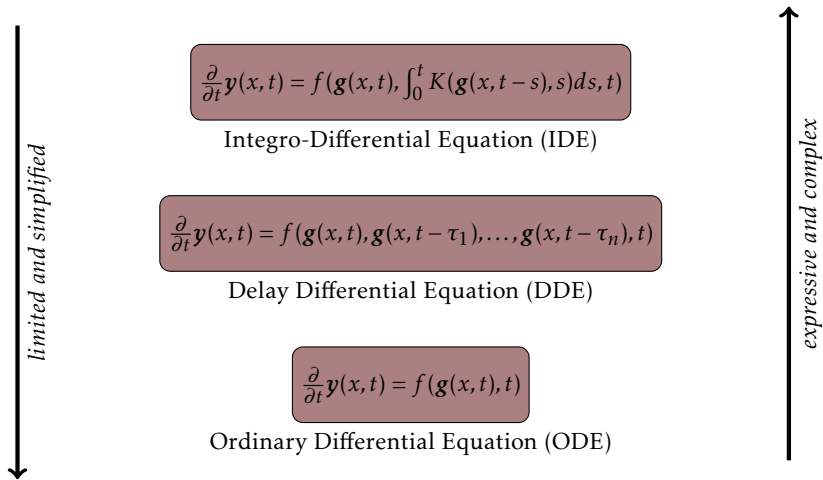 ∂/∂t y(x, t) = f(g(x, t), ∫₀ᵗ K(g(x, t − s), s)ds, t)
Integro-Differential Equation (IDE)
limited and simplified
expressive and complex
∂/∂t y(x, t) = f(g(x, t), g(x, t − τ₁), . . . , g(x, t − τₙ), t)
Delay Differential Equation (DDE)
∂/∂t y(x, t) = f(g(x, t), t)
Ordinary Differential Equation (ODE)